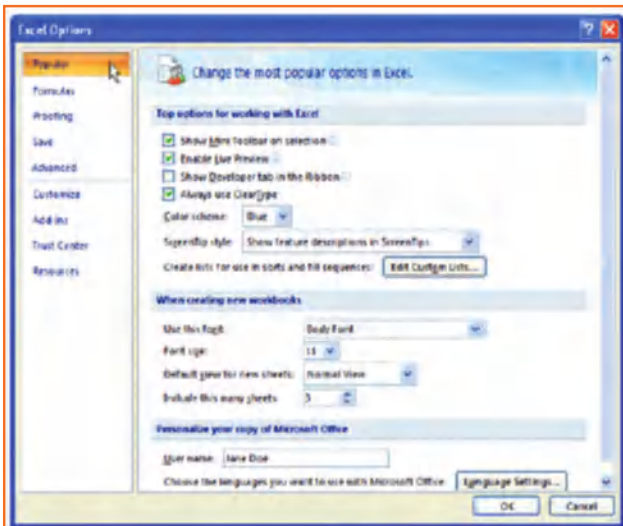 Excel Options
Popular
Formulas
Proofing
Save
Advanced
Customize
Add-Ins
Trust Center
Resources
Change the most popular options in Excel.
Top options for working with Excel
Show Mini Toolbar on selection
Enable Live Preview
Show Developer tab in the Ribbon
Always use ClearType
Color scheme: Blue
ScreenTip style: Show feature descriptions in ScreenTips
Create lists for use in sorts and fill sequences: Edit Custom Lists...
When creating new workbooks
Use this font: Body Font
Font size: 11
Default view for new sheets: Normal View
Include this many sheets: 3
Personalize your copy of Microsoft Office
User name: Jane Doe
Choose the languages you want to use with Microsoft Office: Language Settings...
OK Cancel